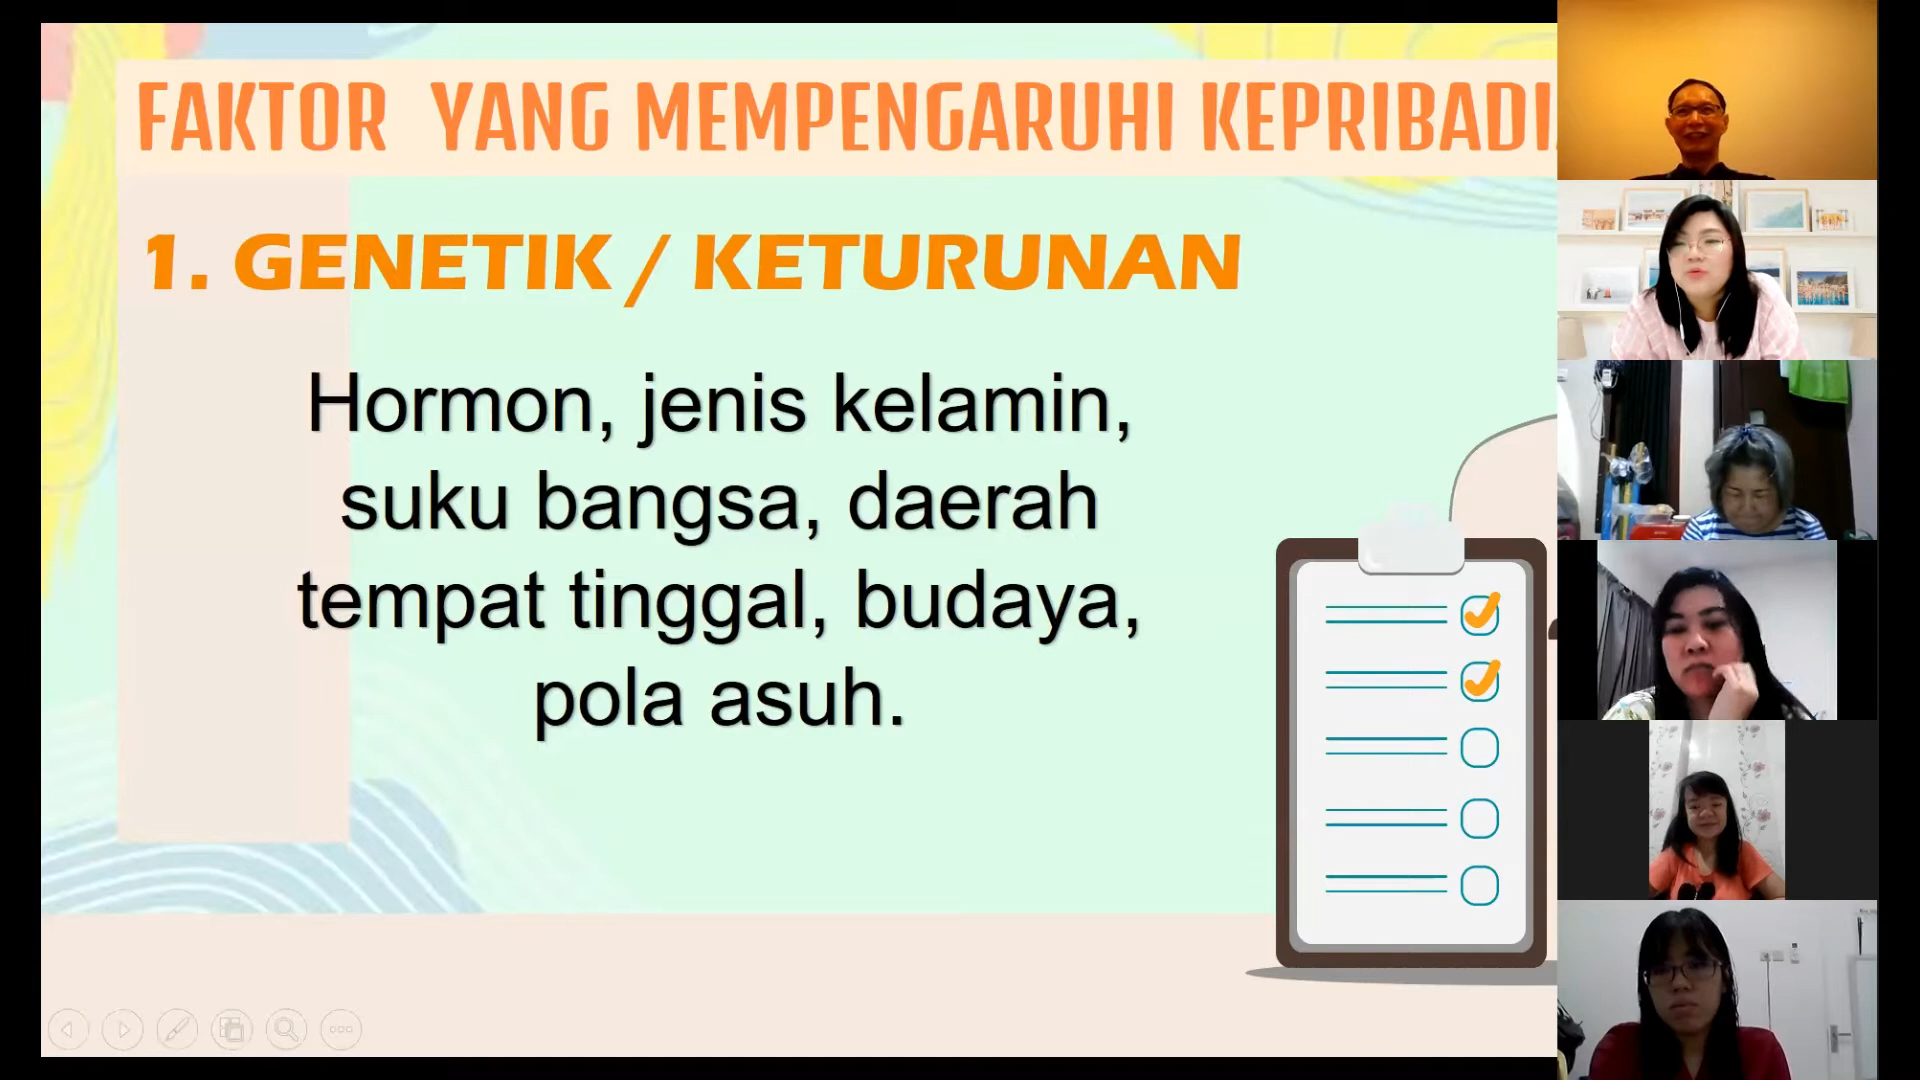 FAKTOR YANG MEMPENGARUHI KEPRIBADI
1. GENETIK / KETURUNAN
Hormon, jenis kelamin,
suku bangsa, daerah
tempat tinggal, budaya,
pola asuh.